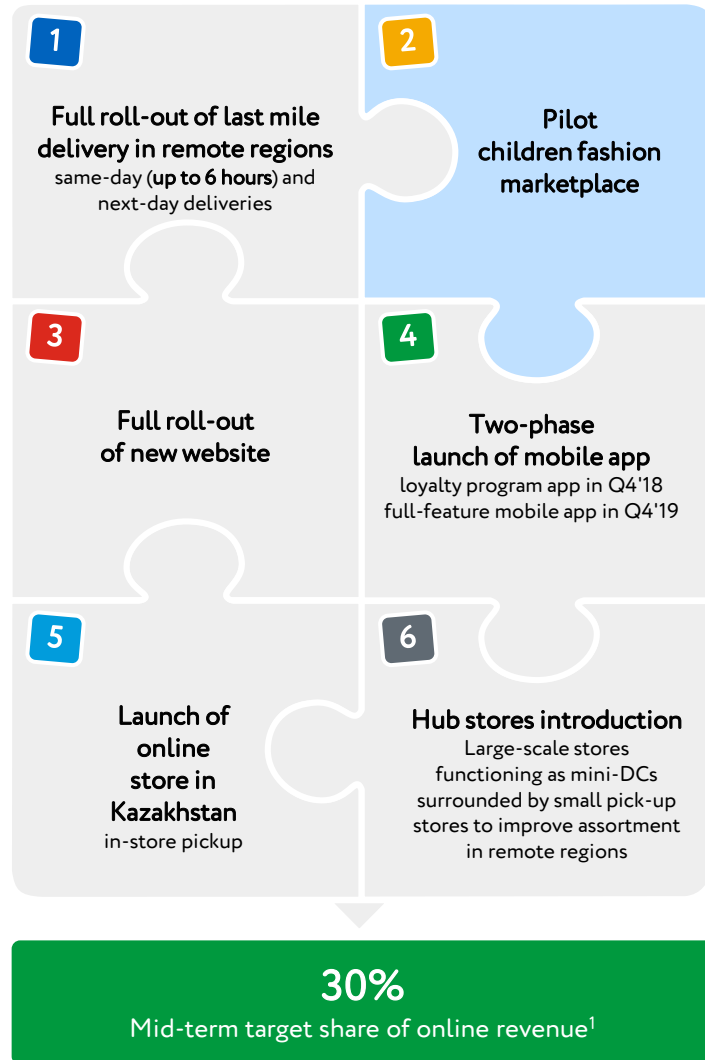 1
Full roll-out of last mile
delivery in remote regions
same-day (up to 6 hours) and
next-day deliveries
2
Pilot
children fashion
marketplace
3
Full roll-out
of new website
4
Two-phase
launch of mobile app
loyalty program app in Q4'18
full-feature mobile app in Q4'19
5
Launch of
online
store in
Kazakhstan
in-store pickup
6
Hub stores introduction
Large-scale stores
functioning as mini-DCs
surrounded by small pick-up
stores to improve assortment
in remote regions
30%
Mid-term target share of online revenue¹